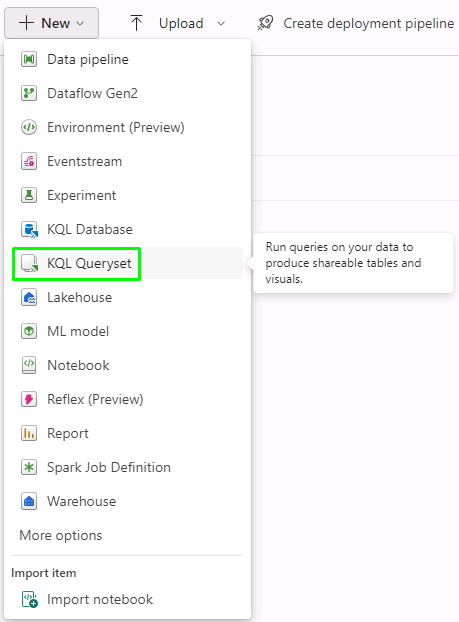 New
Upload
Create deployment pipeline
Data pipeline
Dataflow Gen2
Environment (Preview)
Eventstream
Experiment
KQL Database
KQL Queryset
Run queries on your data to
produce shareable tables and
visuals.
Lakehouse
ML model
Notebook
Reflex (Preview)
Report
Spark Job Definition
Warehouse
More options
Import item
Import notebook